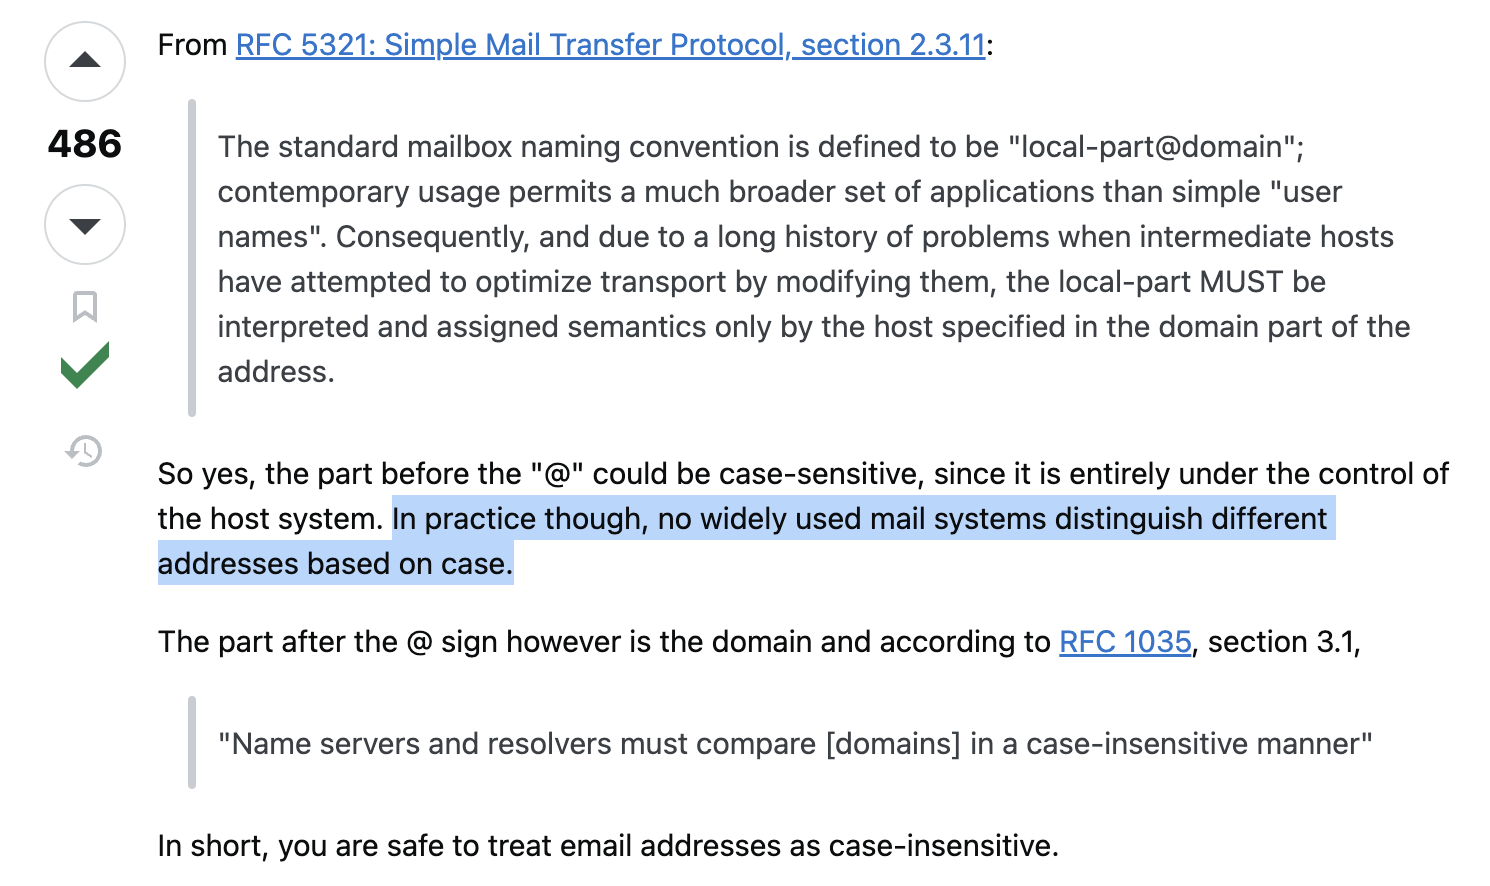 From RFC 5321: Simple Mail Transfer Protocol, section 2.3.11:
486
The standard mailbox naming convention is defined to be "local-part@domain";
contemporary usage permits a much broader set of applications than simple "user
names". Consequently, and due to a long history of problems when intermediate hosts
have attempted to optimize transport by modifying them, the local-part MUST be
interpreted and assigned semantics only by the host specified in the domain part of the
address.
So yes, the part before the "@" could be case-sensitive, since it is entirely under the control of
the host system. In practice though, no widely used mail systems distinguish different
addresses based on case.
The part after the @ sign however is the domain and according to RFC 1035, section 3.1,
"Name servers and resolvers must compare [domains] in a case-insensitive manner"
In short, you are safe to treat email addresses as case-insensitive.